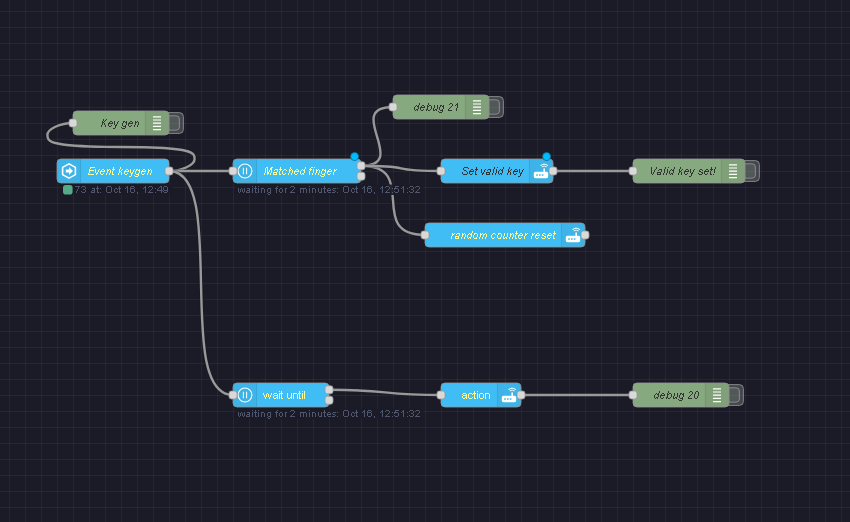 debug 21
Key gen
Event keygen
Matched finger
Set valid key
Valid key set!
73 at: Oct 16, 12:49
waiting for 2 minutes: Oct 16, 12:51:32
random counter reset
wait until
action
debug 20
waiting for 2 minutes: Oct 16, 12:51:32